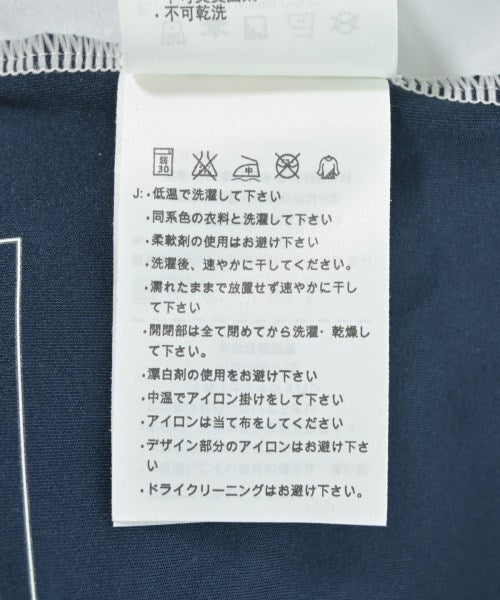 ・不可乾洗
弱
30
中
J:・低温で洗濯して下さい
・同系色の衣料と洗濯して下さい
・柔軟剤の使用はお避け下さい
・洗濯後、速やかに干してください。
・濡れたままで放置せず速やかに干し
て下さい
・開閉部は全て閉めてから洗濯・乾燥し
て下さい。
・漂白剤の使用をお避け下さい
・中温でアイロン掛けをして下さい
・アイロンは当て布をしてください
・デザイン部分のアイロンはお避け下さ
い
・ドライクリーニングはお避け下さい。